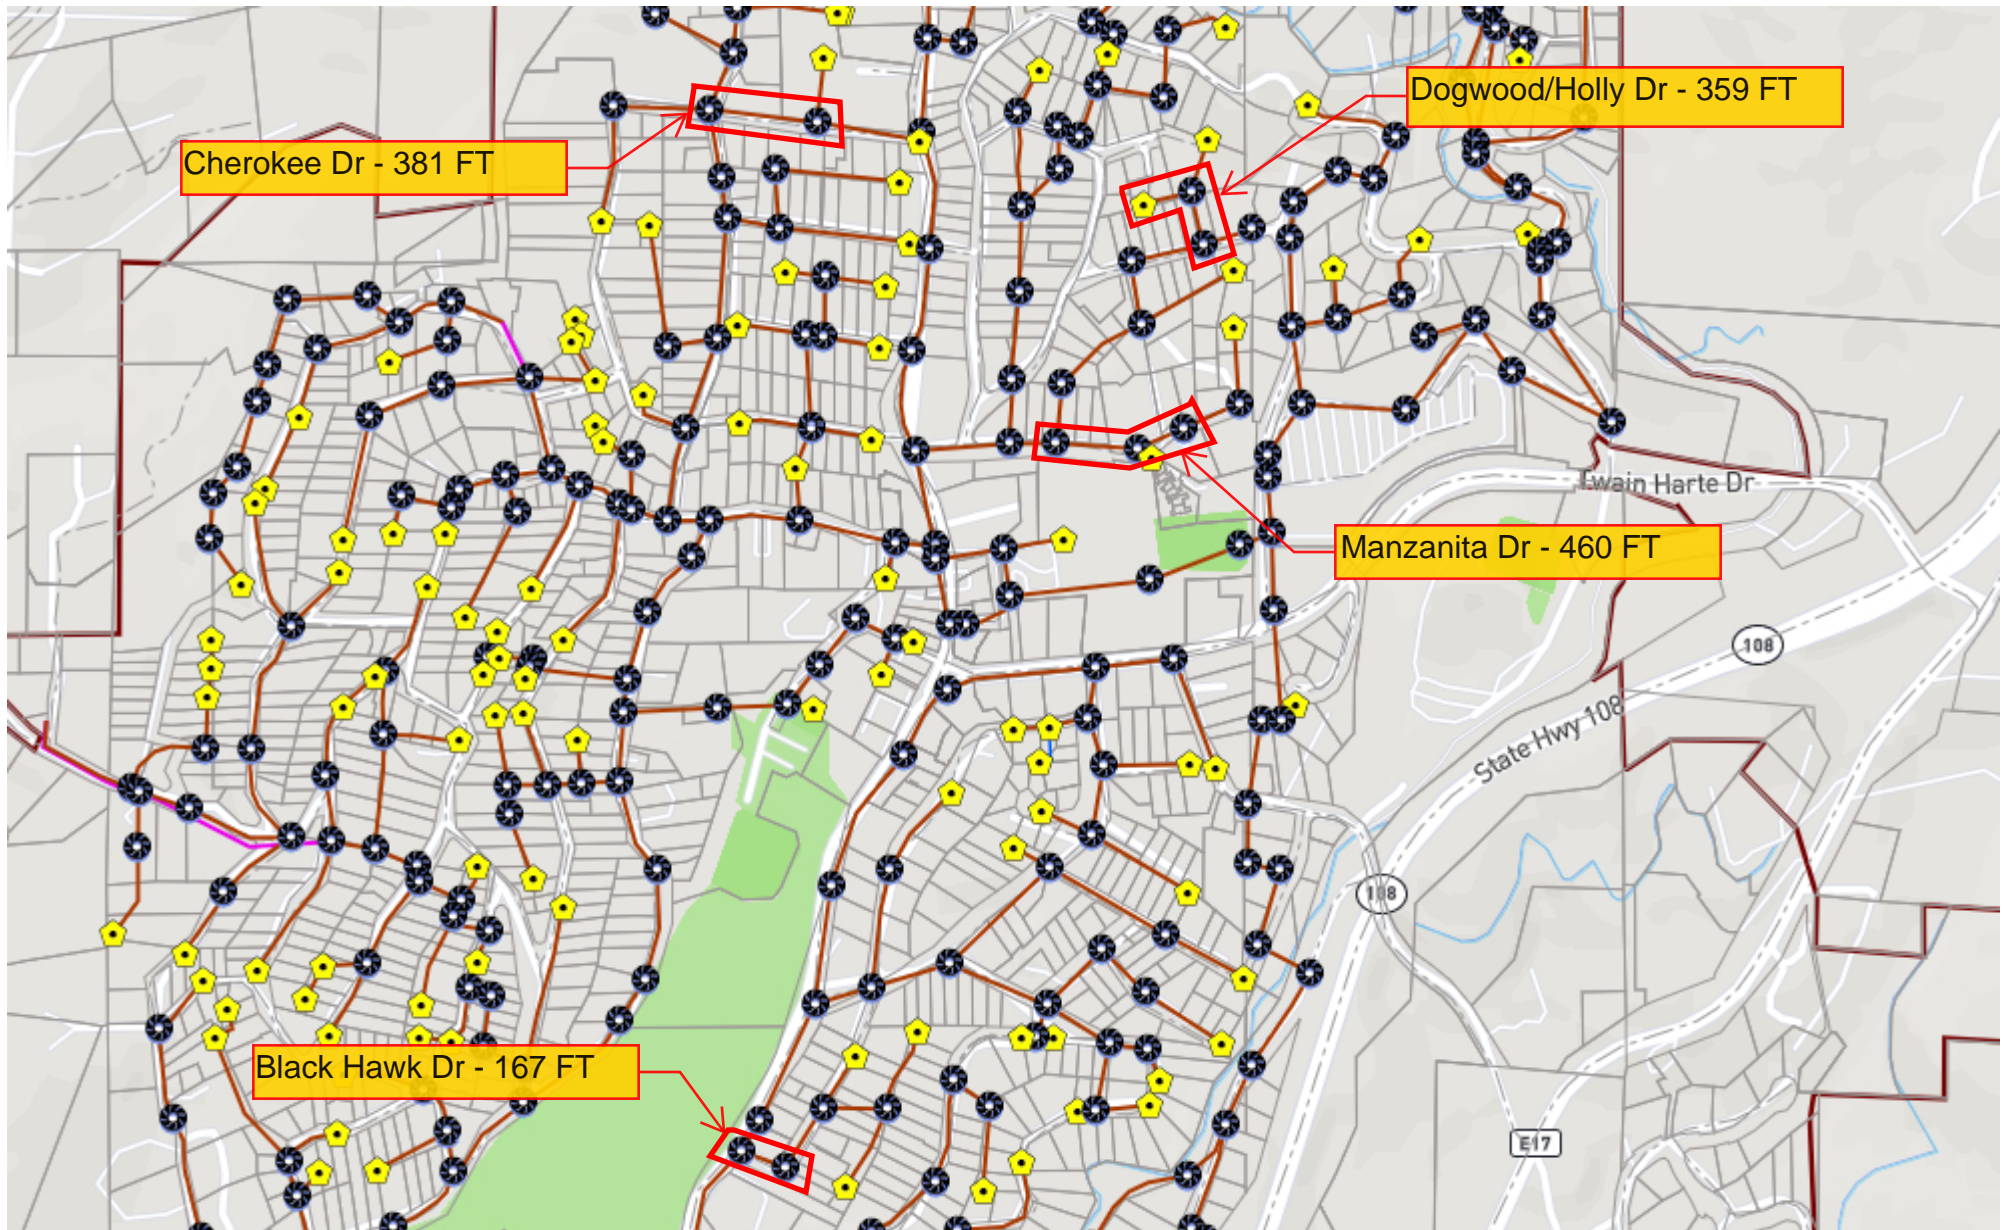 Dogwood/Holly Dr - 359 FT
Cherokee Dr - 381 FT
Twain Harte Dr
Manzanita Dr - 460 FT
108
State Hwy 108
108
Black Hawk Dr - 167 FT
E17